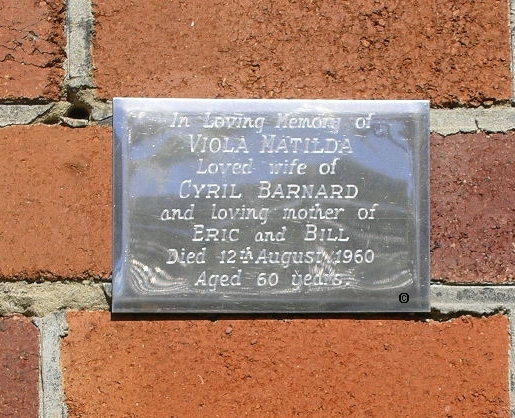 In Loving Memory of
VIOLA MATILDA
Loved wife of
CYRIL BARNARD
and loving mother of
ERIC and BILL
Died 12th August 1960
Aged 60 years.
©